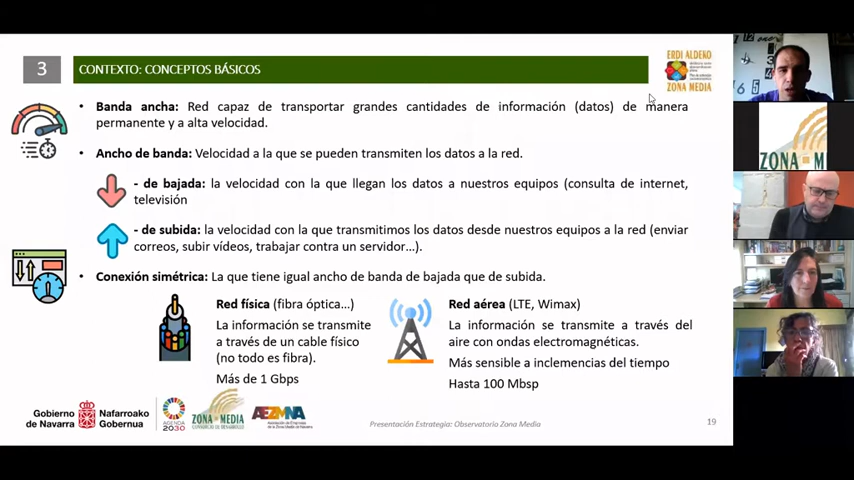 3
CONTEXTO: CONCEPTOS BÁSICOS
ERDI ALDEKO
ZONA MEDIA
• Banda ancha: Red capaz de transportar grandes cantidades de información (datos) de manera
permanente y a alta velocidad.
• Ancho de banda: Velocidad a la que se pueden transmiten los datos a la red.
- de bajada: la velocidad con la que llegan los datos a nuestros equipos (consulta de internet,
televisión
- de subida: la velocidad con la que transmitimos los datos desde nuestros equipos a la red (enviar
correos, subir vídeos, trabajar contra un servidor...).
• Conexión simétrica: La que tiene igual ancho de banda de bajada que de subida.
Red física (fibra óptica...)
La información se transmite
a través de un cable físico
(no todo es fibra).
Más de 1 Gbps
Red aérea (LTE, Wimax)
La información se transmite a través del
aire con ondas electromagnéticas.
Más sensible a inclemencias del tiempo
Hasta 100 Mbsp
Gobierno
de Navarra
Nafarroako
Gobernua
AGENDA
2030
ZONA MEDIA
CONSORCIO DE DESARROLLO
AEZMNA
Presentación Estrategia: Observatorio Zona Media
19
ZONA M